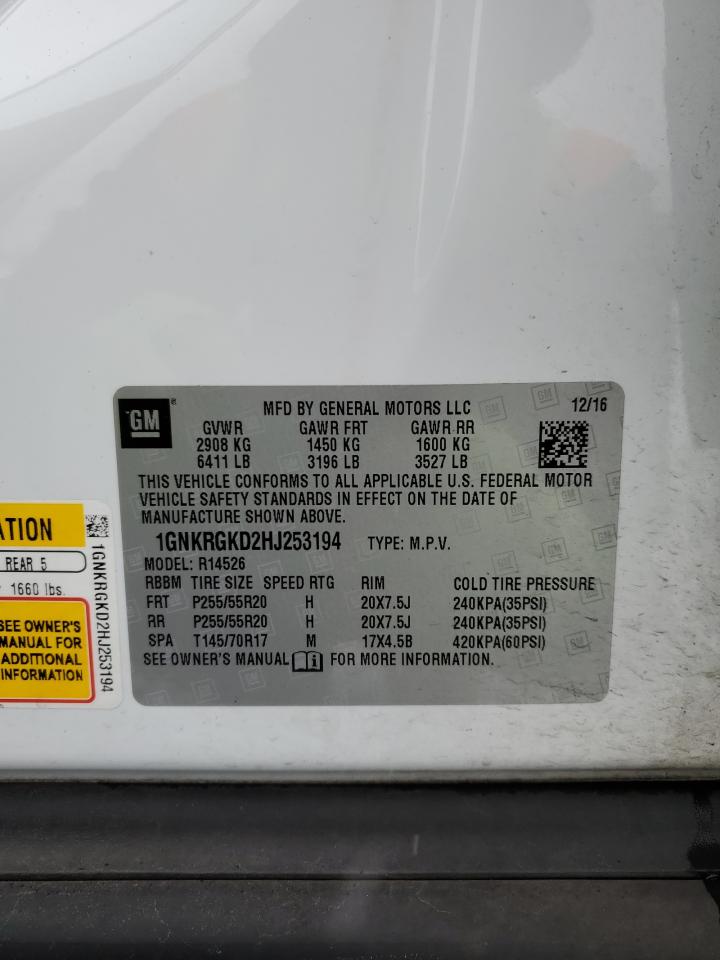 GM
MFD BY GENERAL MOTORS LLC 12/16
GVWR GAWR FRT GAWR RR
2908 KG 1450 KG 1600 KG
6411 LB 3196 LB 3527 LB
THIS VEHICLE CONFORMS TO ALL APPLICABLE U.S. FEDERAL MOTOR
VEHICLE SAFETY STANDARDS IN EFFECT ON THE DATE OF
MANUFACTURE SHOWN ABOVE.
1GNKRGKD2HJ253194 TYPE: M.P.V.
MODEL: R14526
RBBM TIRE SIZE SPEED RTG RIM COLD TIRE PRESSURE
FRT P255/55R20 H 20X7.5J 240KPA(35PSI)
RR P255/55R20 H 20X7.5J 240KPA(35PSI)
SPA T145/70R17 M 17X4.5B 420KPA(60PSI)
SEE OWNER'S MANUAL FOR MORE INFORMATION.
ATION
REAR 5
1660 lbs.
SEE OWNER'S
MANUAL FOR
ADDITIONAL
INFORMATION
1GNKRGKD2HJ253194